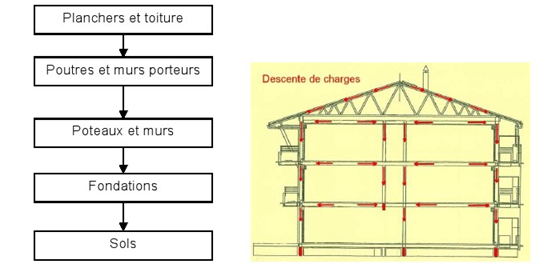 Planchers et toiture
Poutres et murs porteurs
Poteaux et murs
Fondations
Sols
Descente de charges